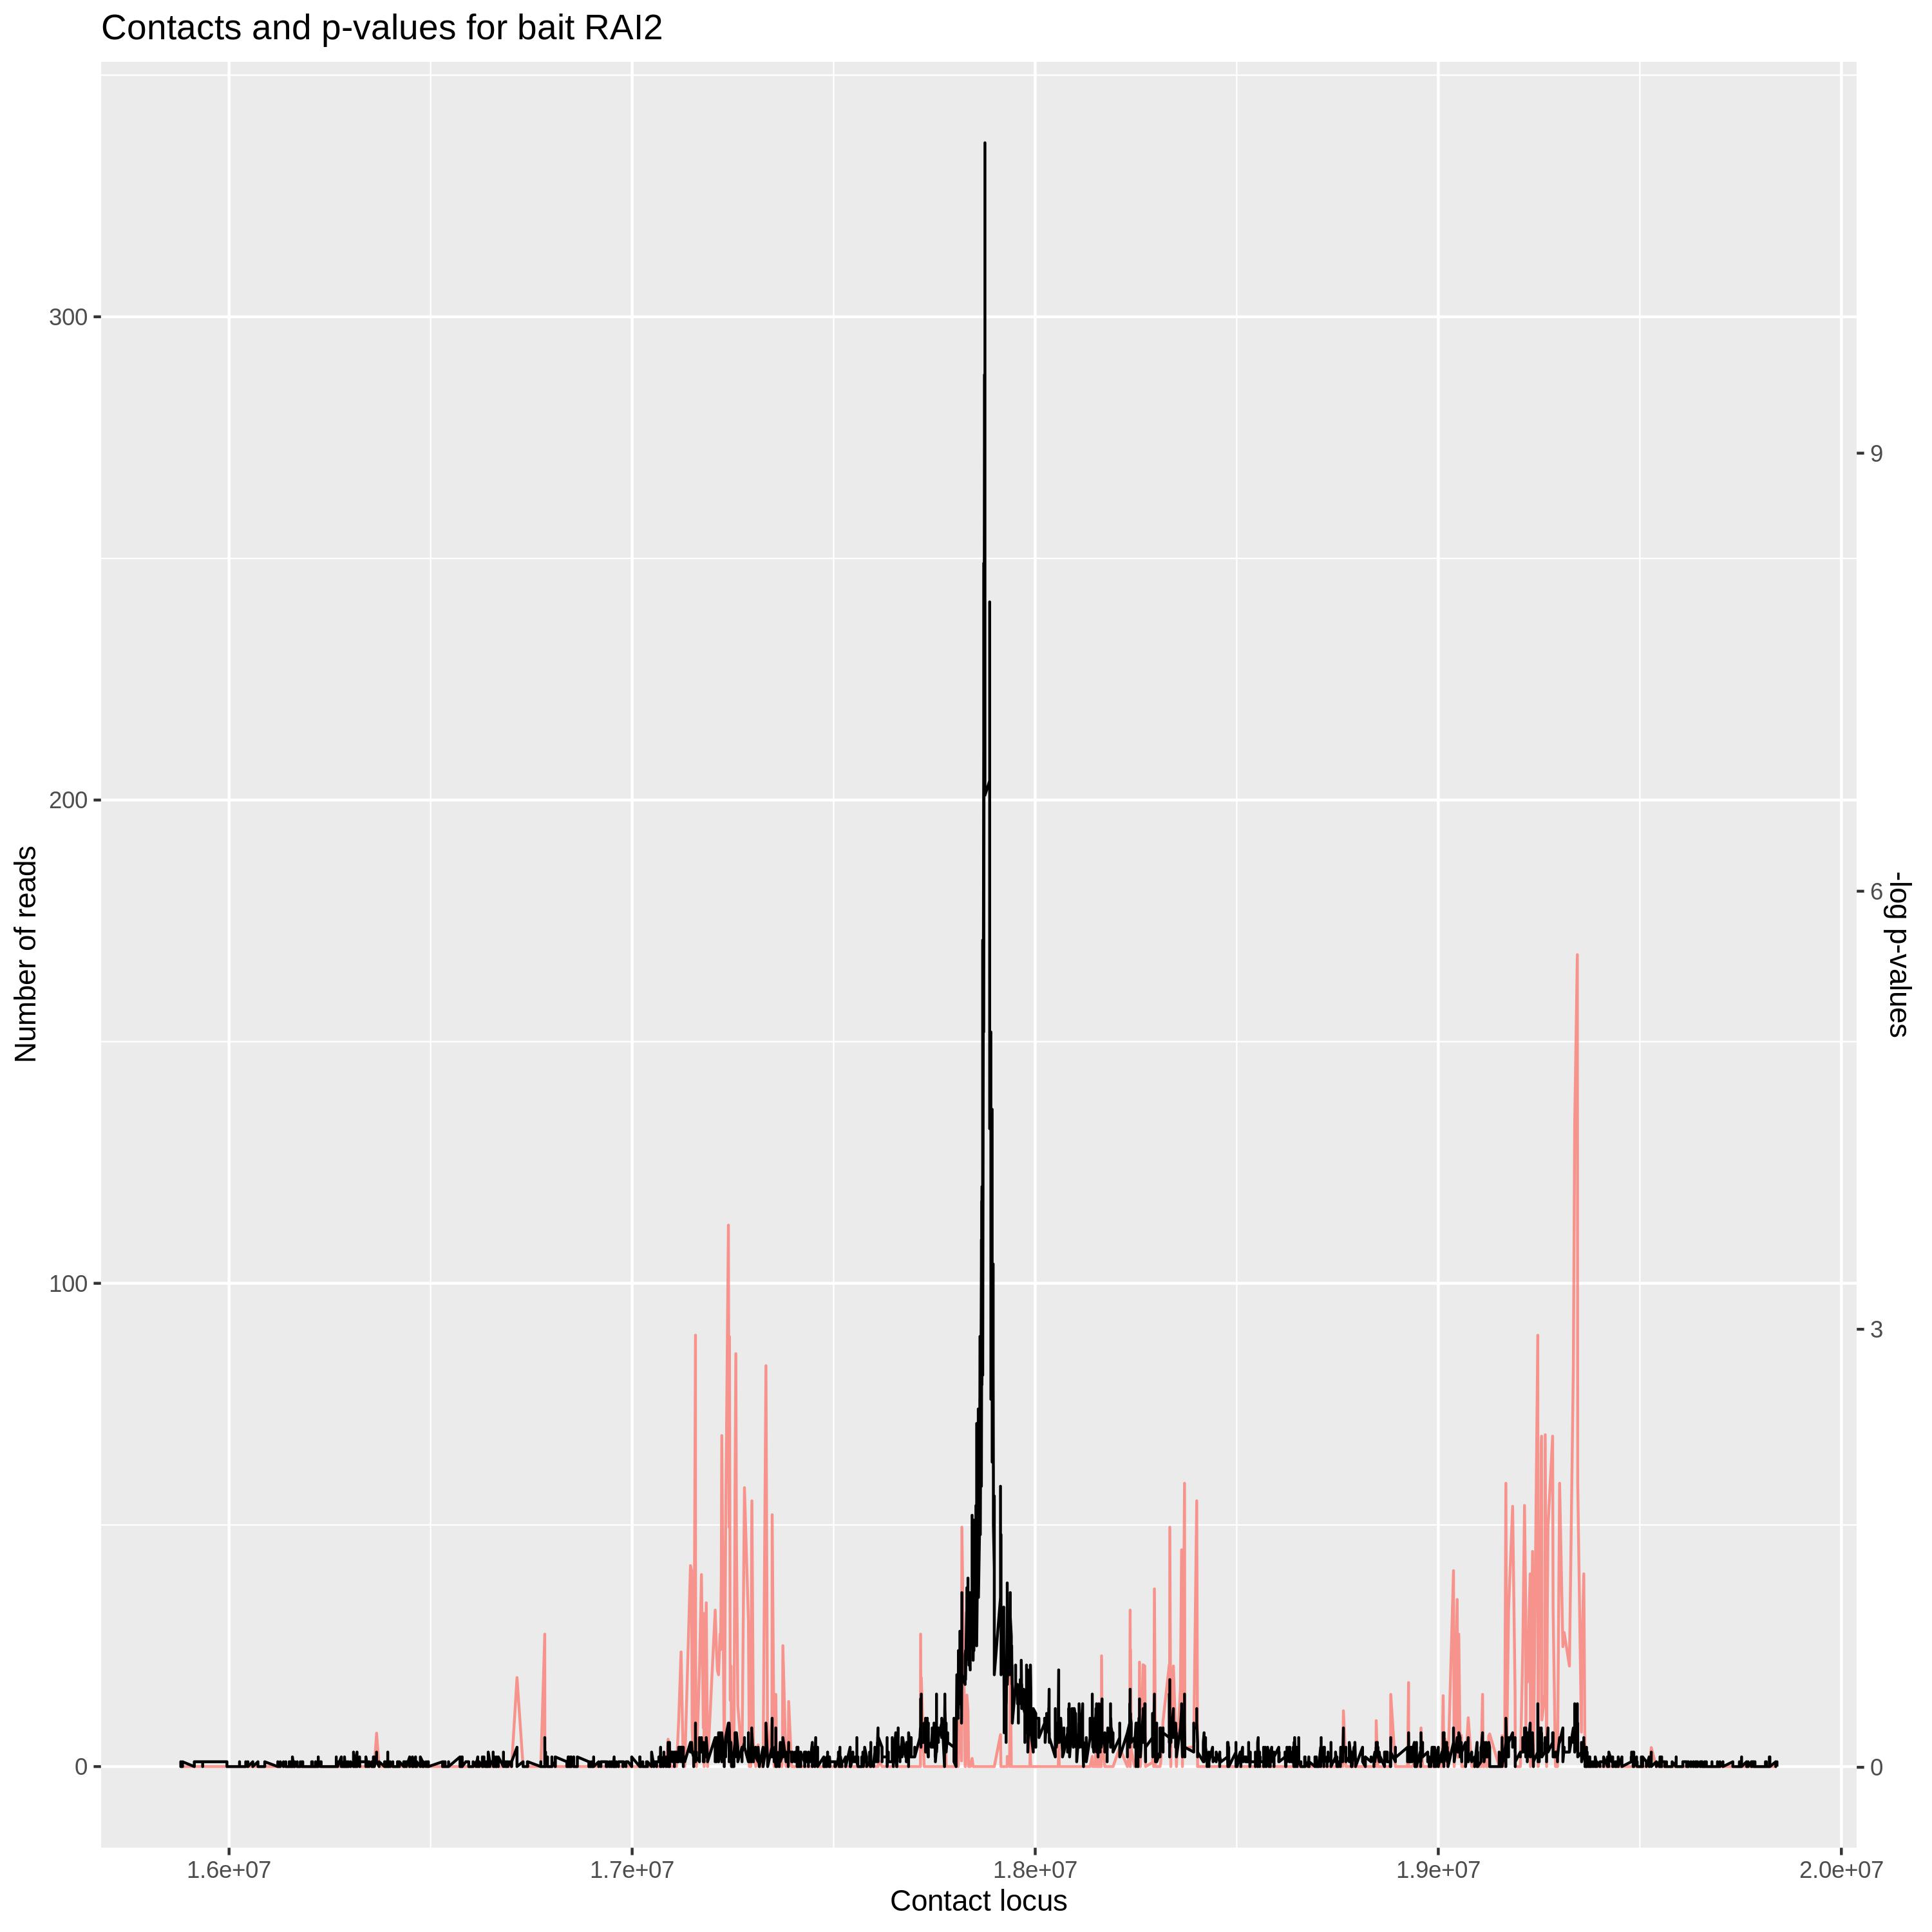 Contacts and p-values for bait RAI2
300
200
100
0
Number of reads
9
6
3
0
-log p-values
1.6e+07
1.7e+07
1.8e+07
1.9e+07
2.0e+07
Contact locus